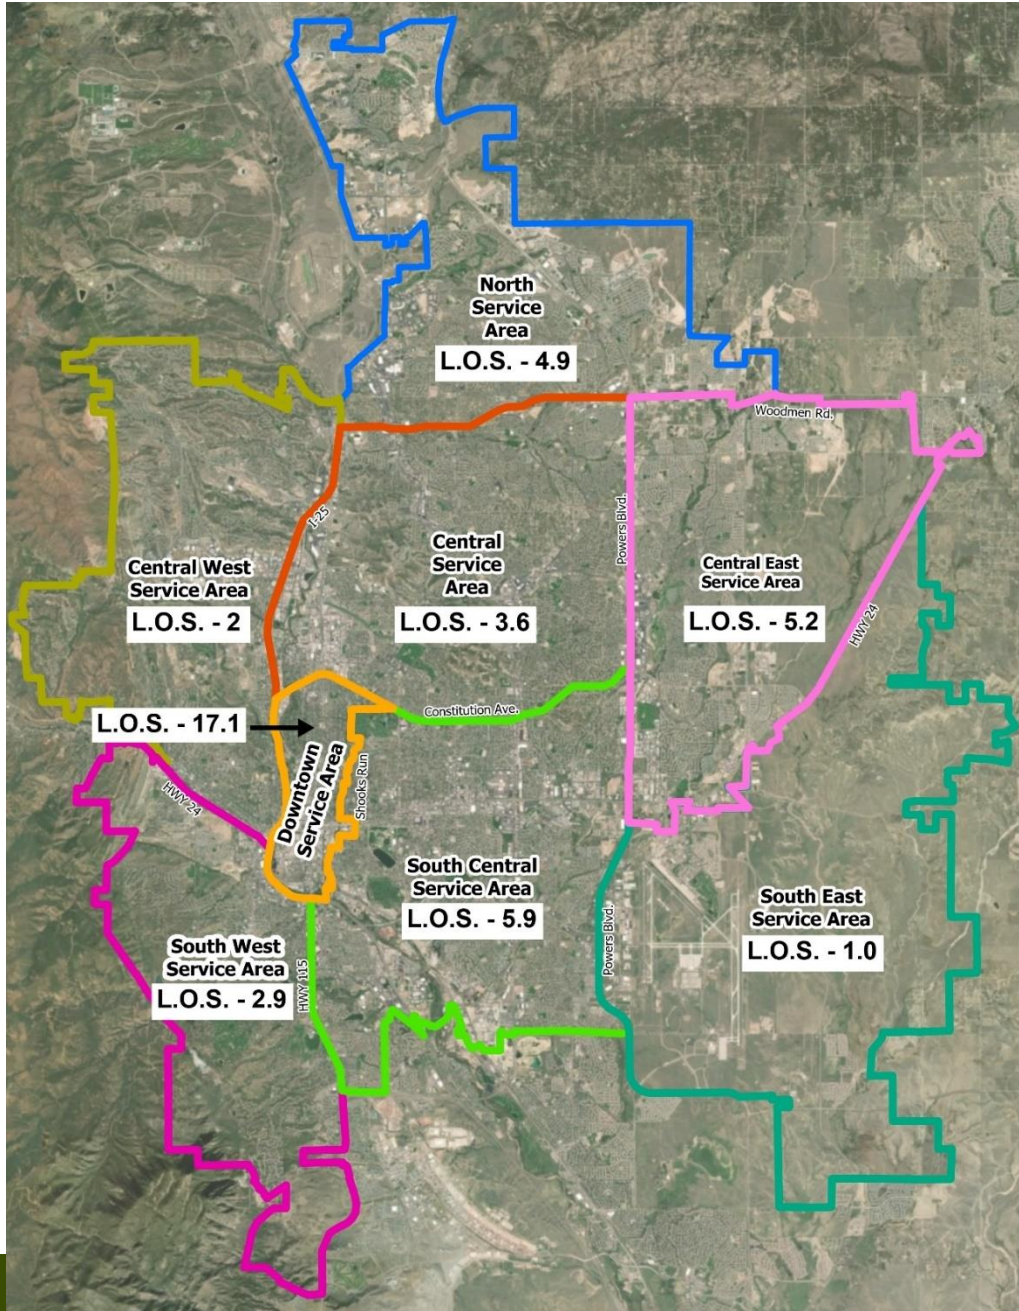 North
Service
Area
L.O.S. - 4.9
Woodmen Rd.
I-25
Powers Blvd.
Central West
Service Area
L.O.S. - 2
Central
Service
Area
L.O.S. - 3.6
Central East
Service Area
L.O.S. - 5.2
HWY 24
L.O.S. - 17.1
Constitution Ave.
Downtown
Service Area
Shooks Run
HWY 24
South Central
Service Area
L.O.S. - 5.9
Powers Blvd.
South East
Service Area
L.O.S. - 1.0
South West
Service Area
L.O.S. - 2.9
HWY 115